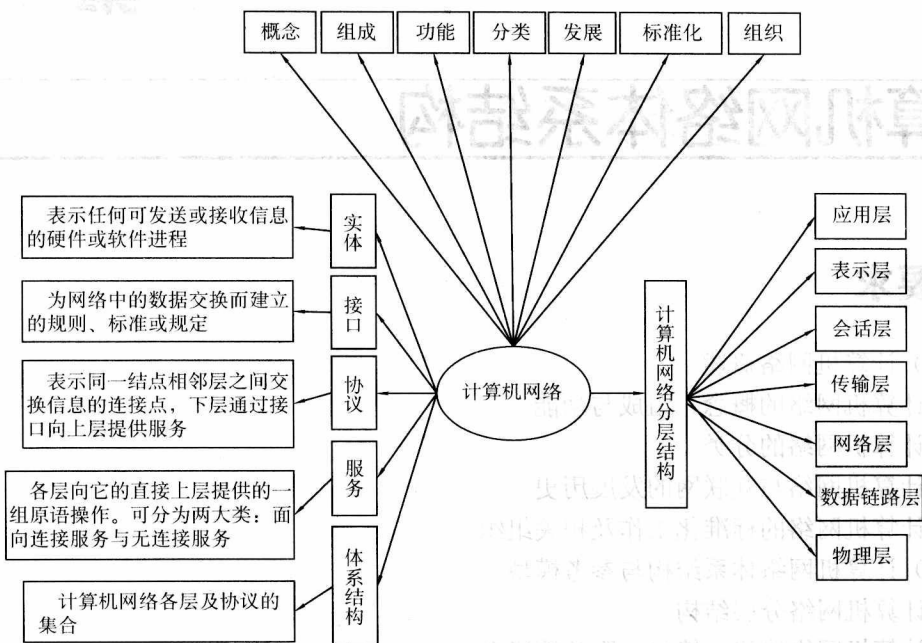 概念
组成
功能
分类
发展
标准化
组织
算机网络体系结构
表示任何可发送或接收信息
的硬件或软件进程
实体
为网络中的数据交换而建立
的规则、标准或规定
接口
表示同一结点相邻层之间交
换信息的连接点，下层通过接
口向上层提供服务
协议
各层向它的直接上层提供的一
组原语操作。可分为两大类：面
向连接服务与无连接服务
服务
计算机网络各层及协议的
集合
体系结构
计算机网络
计算机网络分层结构
应用层
表示层
会话层
传输层
网络层
数据链路层
物理层